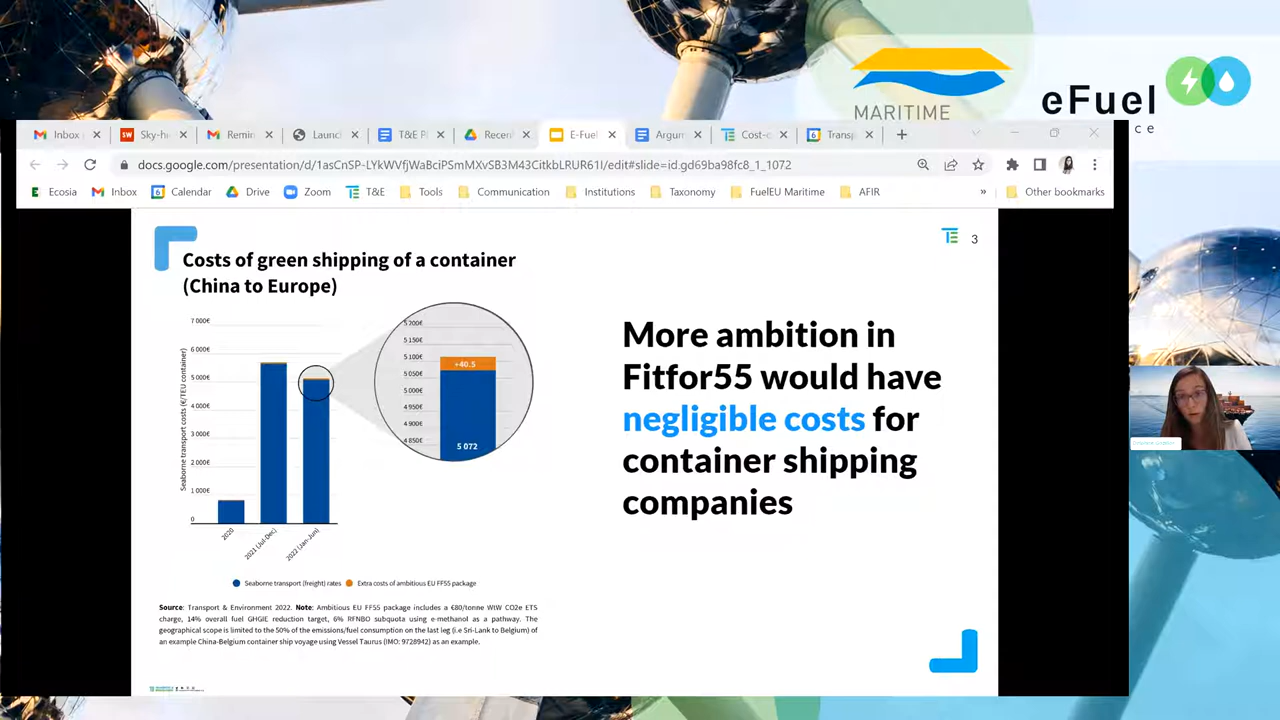 MARITIME
eFuel
ce
Inbox
Sky-h
Remin
Launc
T&E P
Recen
E-Fuel
Argum
Cost-c
Transp
docs.google.com/presentation/d/1asCnSP-LYkWVfjWaBciPSmMXvSB3M43CitkbLRUR61I/edit#slide=id.gd69ba98fc8_1_1072
Ecosia
Inbox
Calendar
Drive
Zoom
T&E
Tools
Communication
Institutions
Taxonomy
FuelEU Maritime
AFIR
»
Other bookmarks
TE
3
Costs of green shipping of a container
(China to Europe)
Seaborne transport costs (€/TEU container)
7 000€
6 000€
5 000€
4 000€
3 000€
2 000€
1 000€
0
2020
2021 (Jul-Dec)
2022 (Jan-Jun)
5 200€
5 150€
5 100€
5 050€
5 000€
4 950€
4 900€
4 850€
+40.5
5 072
Seaborne transport (freight) rates
Extra costs of ambitious EU FF55 package
Source: Transport & Environment 2022. Note: Ambitious EU FF55 package includes a €80/tonne WtW CO2e ETS
charge, 14% overall fuel GHGIE reduction target, 6% RFNBO subquota using e-methanol as a pathway. The
geographical scope is limited to the 50% of the emissions/fuel consumption on the last leg (i.e Sri-Lank to Belgium) of
an example China-Belgium container ship voyage using Vessel Taurus (IMO: 9728942) as an example.
More ambition in
Fitfor55 would have
negligible costs for
container shipping
companies